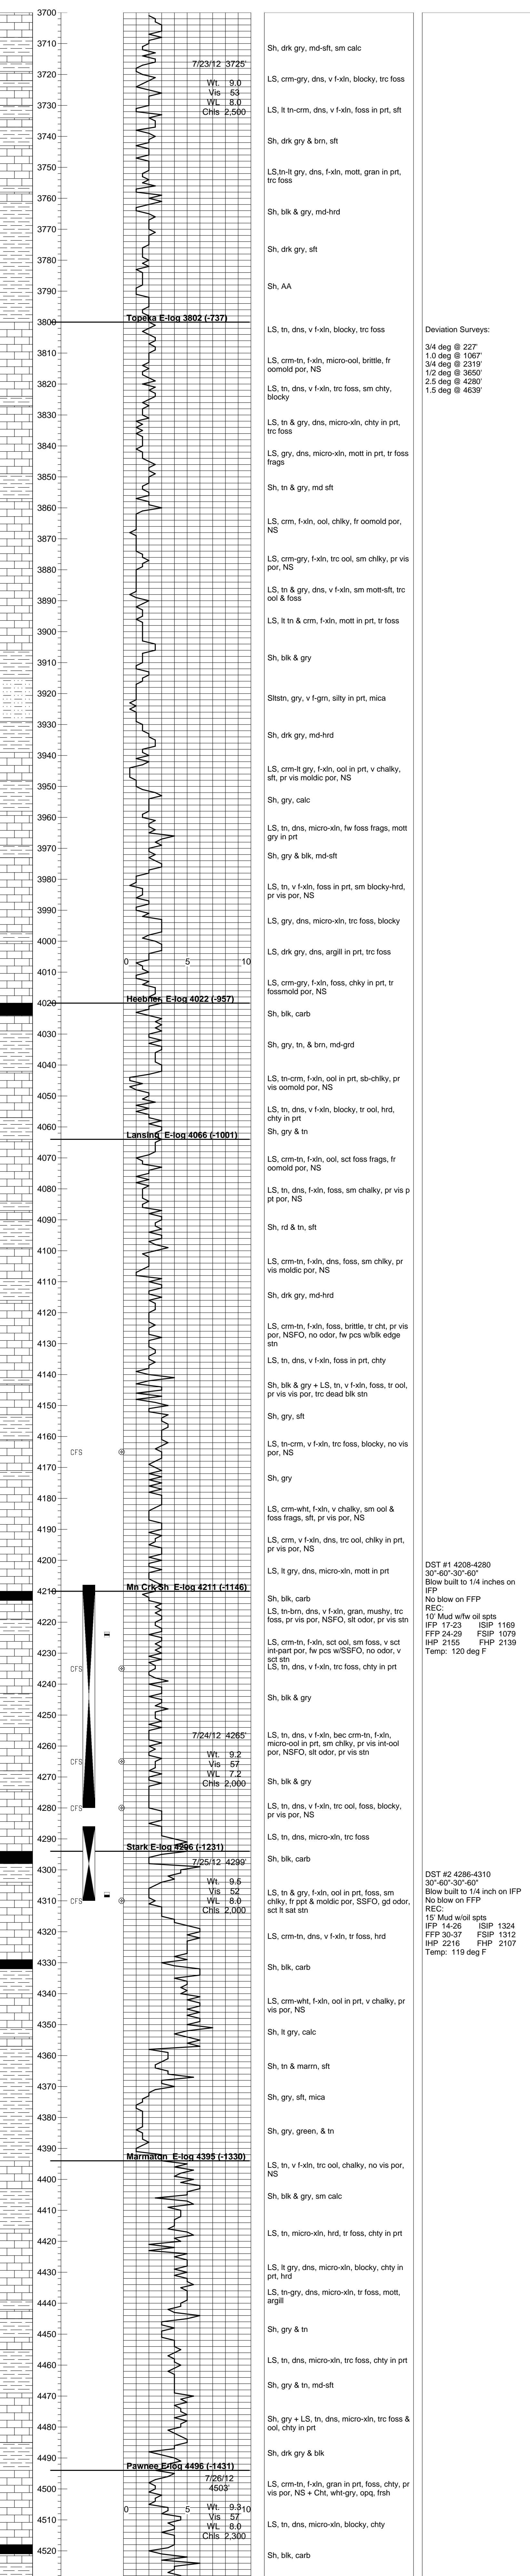 3700
3710
Sh, drk gry, md-sft, sm calc
7/23/12 3725'
3720
LS, crm-gry, dns, v f-xln, blocky, trc foss
Wt. 9.0
Vis 53
WL 8.0
Chls 2,500
3730
LS, lt tn-crm, dns, v f-xln, foss in prt, sft
3740
Sh, drk gry & brn, sft
3750
LS,tn-lt gry, dns, f-xln, mott, gran in prt,
trc foss
3760
Sh, blk & gry, md-hrd
3770
Sh, drk gry, sft
3780
3790
Sh, AA
Topeka E-log 3802 (-737)
3800
LS, tn, dns, v f-xln, blocky, trc foss
Deviation Surveys:
3/4 deg @ 227'
1.0 deg @ 1067'
3/4 deg @ 2319'
1/2 deg @ 3650'
2.5 deg @ 4280'
1.5 deg @ 4639'
3810
LS, crm-tn, f-xln, micro-ool, brittle, fr
oomold por, NS
3820
LS, tn, dns, v f-xln, trc foss, sm chty,
blocky
3830
LS, tn & gry, dns, micro-xln, chty in prt,
trc foss
3840
LS, gry, dns, micro-xln, mott in prt, tr foss
frags
3850
Sh, tn & gry, md sft
3860
LS, crm, f-xln, ool, chlky, fr oomold por,
NS
3870
LS, crm-gry, f-xln, trc ool, sm chlky, pr vis
por, NS
3880
3890
LS, tn & gry, dns, v f-xln, sm mott-sft, trc
ool & foss
LS, lt tn & crm, f-xln, mott in prt, tr foss
3900
3910
Sh, blk & gry
3920
Sltstn, gry, v f-grn, silty in prt, mica
3930
Sh, drk gry, md-hrd
3940
LS, crm-lt gry, f-xln, ool in prt, v chalky,
sft, pr vis moldic por, NS
3950
Sh, gry, calc
3960
LS, tn, dns, micro-xln, fw foss frags, mott
gry in prt
3970
Sh, gry & blk, md-sft
3980
LS, tn, v f-xln, foss in prt, sm blocky-hrd,
pr vis por, NS
3990
LS, gry, dns, micro-xln, trc foss, blocky
4000
LS, drk gry, dns, argill in prt, trc foss
0 5 10
4010
LS, crm-gry, f-xln, foss, chky in prt, tr
fossmold por, NS
Heebner E-log 4022 (-957)
4020
Sh, blk, carb
4030
Sh, gry, tn, & brn, md-grd
4040
LS, tn-crm, f-xln, ool in prt, sb-chlky, pr
vis oomold por, NS
4050
LS, tn, dns, v f-xln, blocky, tr ool, hrd,
chty in prt
4060
Sh, gry & tn
Lansing E-log 4066 (-1001)
4070
LS, crm-tn, f-xln, ool, sct foss frags, fr
oomold por, NS
4080
LS, tn, dns, f-xln, foss, sm chalky, pr vis p
pt por, NS
4090
Sh, rd & tn, sft
4100
LS, crm-tn, f-xln, dns, foss, sm chlky, pr
vis moldic por, NS
4110
Sh, drk gry, md-hrd
4120
LS, crm-tn, f-xln, foss, brittle, tr cht, pr vis
por, NSFO, no odor, fw pcs w/blk edge
stn
4130
LS, tn, dns, v f-xln, foss in prt, chty
4140
Sh, blk & gry + LS, tn, v f-xln, foss, tr ool,
pr vis vis por, trc dead blk stn
4150
Sh, gry, sft
4160
LS, tn-crm, v f-xln, trc foss, blocky, no vis
por, NS
CFS
4170
Sh, gry
4180
LS, crm-wht, f-xln, v chalky, sm ool &
foss frags, sft, pr vis por, NS
4190
LS, crm, v f-xln, dns, trc ool, chlky in prt,
pr vis por, NS
4200
LS, lt gry, dns, micro-xln, mott in prt
DST #1 4208-4280
30"-60"-30"-60"
Blow built to 1/4 inches on
IFP
No blow on FFP
REC:
10' Mud w/fw oil spts
IFP 17-23 ISIP 1169
FFP 24-29 FSIP 1079
IHP 2155 FHP 2139
Temp: 120 deg F
Mn Crk Sh E-log 4211 (-1146)
4210
Sh, blk, carb
LS, tn-brn, dns, v f-xln, gran, mushy, trc
foss, pr vis por, NSFO, slt odor, pr vis stn
4220
LS, crm-tn, f-xln, sct ool, sm foss, v sct
int-part por, fw pcs w/SSFO, no odor, v
sct stn
4230
LS, tn, dns, v f-xln, trc foss, chty in prt
CFS
4240
Sh, blk & gry
4250
7/24/12 4265'
LS, tn, dns, v f-xln, bec crm-tn, f-xln,
micro-ool in prt, sm chlky, pr vis int-ool
por, NSFO, slt odor, pr vis stn
4260
CFS
Wt. 9.2
Vis 57
WL 7.2
Chls 2,000
4270
Sh, blk & gry
4280
CFS
LS, tn, dns, v f-xln, trc ool, foss, blocky,
pr vis por, NS
4290
LS, tn, dns, micro-xln, trc foss
Stark E-log 4296 (-1231)
Sh, blk, carb
7/25/12 4299'
4300
DST #2 4286-4310
30"-60"-30"-60"
Blow built to 1/4 inch on IFP
No blow on FFP
REC:
15' Mud w/oil spts
IFP 14-26 ISIP 1324
FFP 30-37 FSIP 1312
IHP 2216 FHP 2107
Temp: 119 deg F
Wt. 9.5
Vis 52
WL 8.0
Chls 2,000
LS, tn & gry, f-xln, ool in prt, foss, sm
chlky, fr ppt & moldic por, SSFO, gd odor,
sct lt sat stn
4310
CFS
4320
LS, crm-tn, dns, v f-xln, tr foss, hrd
4330
Sh, blk, carb
4340
LS, crm-wht, f-xln, ool in prt, v chalky, pr
vis por, NS
4350
Sh, lt gry, calc
4360
Sh, tn & marrn, sft
4370
Sh, gry, sft, mica
4380
Sh, gry, green, & tn
4390
Marmaton E-log 4395 (-1330)
LS, tn, v f-xln, trc ool, chalky, no vis por,
NS
4400
Sh, blk & gry, sm calc
4410
LS, tn, micro-xln, hrd, tr foss, chty in prt
4420
LS, lt gry, dns, micro-xln, blocky, chty in
prt, hrd
4430
LS, tn-gry, dns, micro-xln, tr foss, mott,
argill
4440
Sh, gry & tn
4450
LS, tn, dns, micro-xln, trc foss, chty in prt
4460
Sh, gry & tn, md-sft
4470
Sh, gry + LS, tn, dns, micro-xln, trc foss &
ool, chty in prt
4480
4490
Sh, drk gry & blk
Pawnee E-log 4496 (-1431)
7/26/12
4503'
4500
LS, crm-tn, f-xln, gran in prt, foss, chty, pr
vis por, NS + Cht, wht-gry, opq, frsh
0 5 10
Wt. 9.3
Vis 57
WL 8.0
Chls 2,300
4510
LS, tn, dns, micro-xln, blocky, chty
4520
Sh, blk, carb